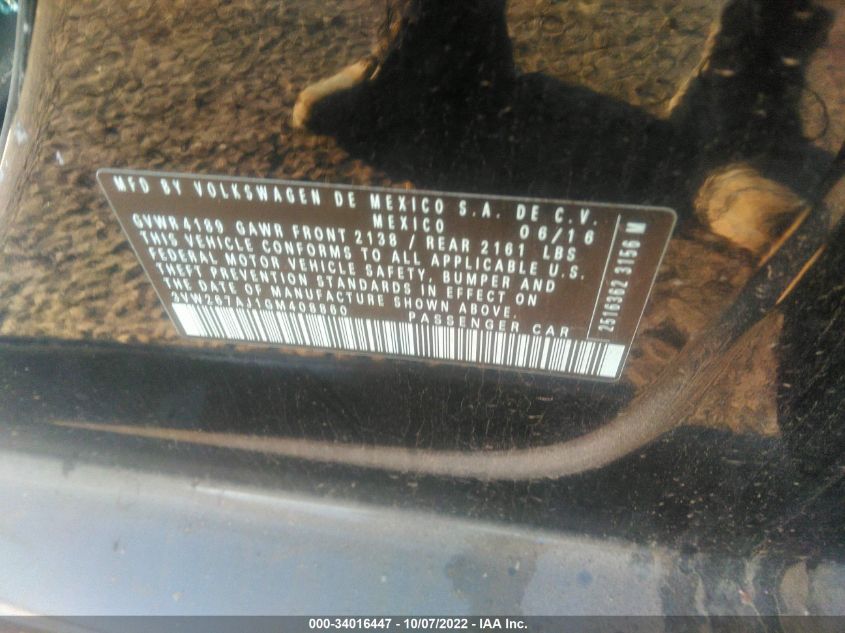 MFD BY VOLKSWAGEN DE MEXICO S.A. DE C.V.
MEXICO 06/16
GVWR 4189 GAWR FRONT 2138 / REAR 2161 LBS
THIS VEHICLE CONFORMS TO ALL APPLICABLE U.S.
FEDERAL MOTOR VEHICLE SAFETY, BUMPER AND
THEFT PREVENTION STANDARDS IN EFFECT ON
THE DATE OF MANUFACTURE SHOWN ABOVE.
PASSENGER CAR
2516362 3156 M
000-34016447 - 10/07/2022 - IAA Inc.